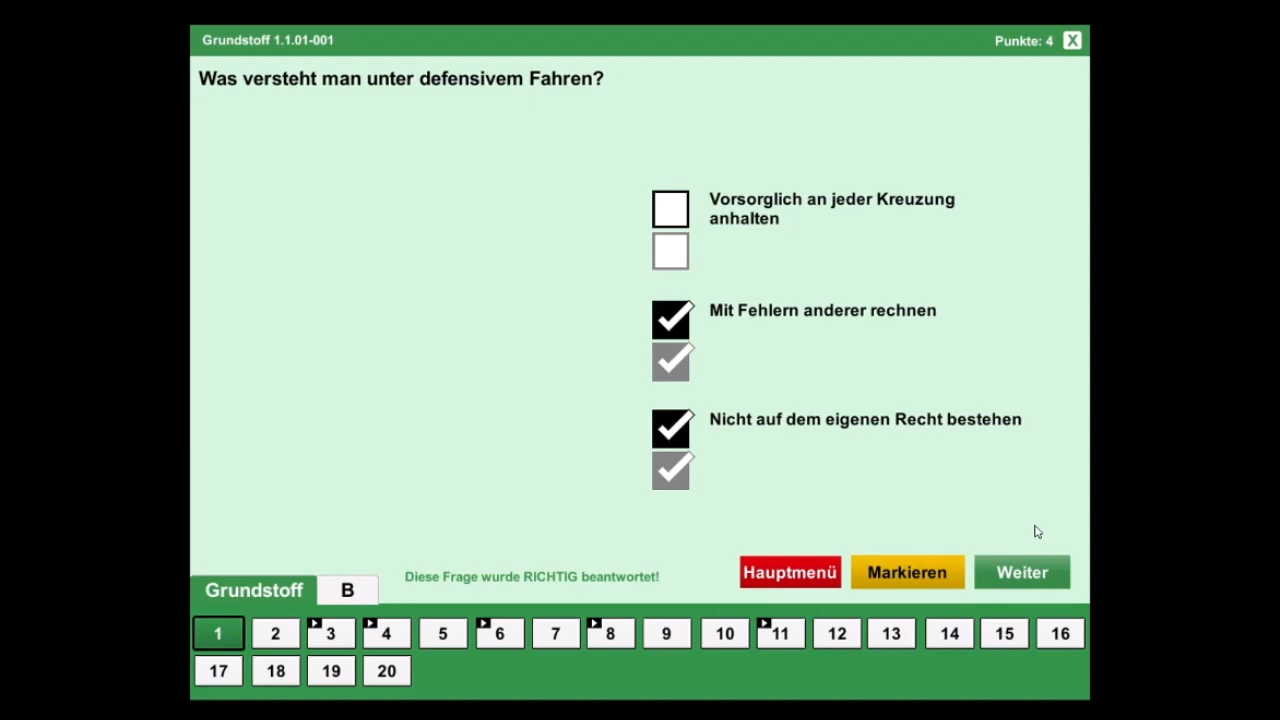 Grundstoff 1.1.01-001
Punkte: 4 X
Was versteht man unter defensivem Fahren?
Vorsorglich an jeder Kreuzung
anhalten
Mit Fehlern anderer rechnen
Nicht auf dem eigenen Recht bestehen
Hauptmenü Markieren Weiter
Diese Frage wurde RICHTIG beantwortet!
Grundstoff B
1 2 3 4 5 6 7 8 9 10 11 12 13 14 15 16
17 18 19 20